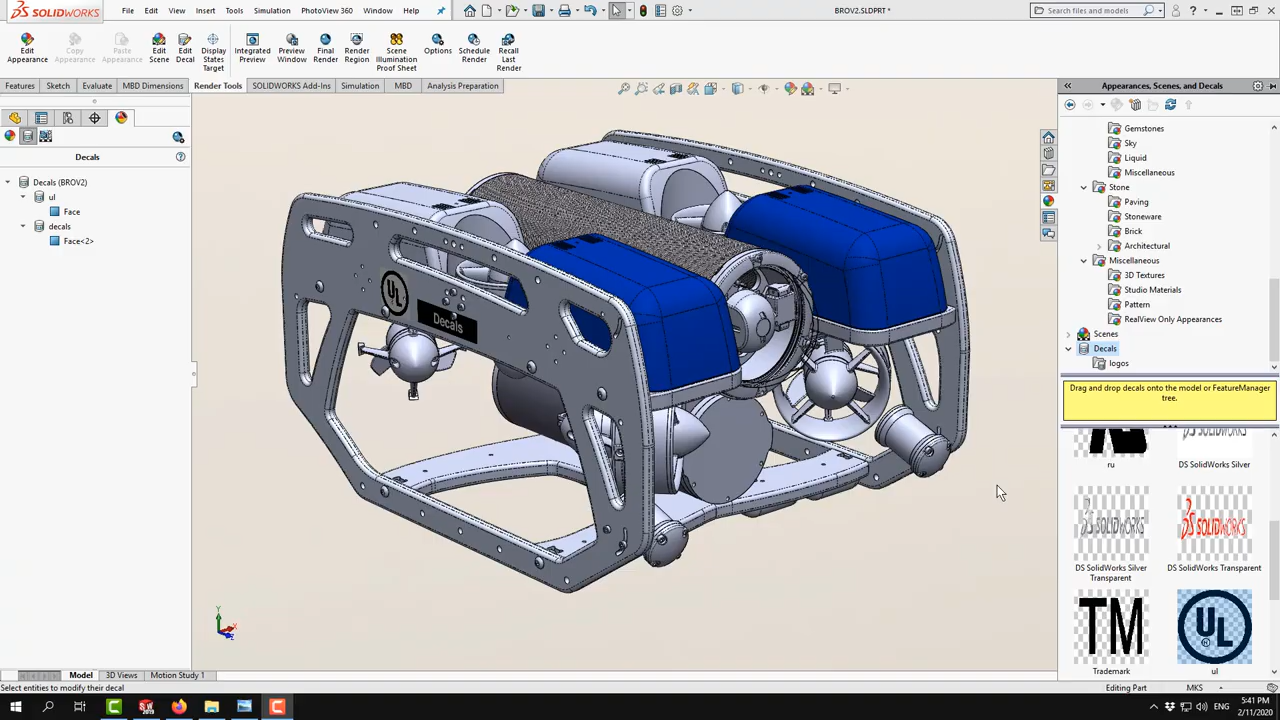 SOLIDWORKS File Edit View Insert Tools Simulation PhotoView 360 Window Help BROV2.SLDPRT * Search files and models
Edit Appearance
Copy Appearance
Paste Appearance
Edit Scene
Edit Decal
Display States Target
Integrated Preview
Preview Window
Final Render
Render Region
Scene Illumination Proof Sheet
Options
Schedule Render
Recall Last Render
Features Sketch Evaluate MBD Dimensions Render Tools SOLIDWORKS Add-Ins Simulation MBD Analysis Preparation
Decals
Decals (BROV2)
ul
Face
decals
Face<2>
UL
Decals
Appearances, Scenes, and Decals
Gemstones
Sky
Liquid
Miscellaneous
Stone
Paving
Stoneware
Brick
Architectural
Miscellaneous
3D Textures
Studio Materials
Pattern
RealView Only Appearances
Scenes
Decals
logos
Drag and drop decals onto the model or FeatureManager
tree.
ru DS SolidWorks Silver
SOLIDWORKS SOLIDWORKS
DS SolidWorks Silver Transparent
DS SolidWorks Transparent
TM UL
Trademark ul
Y
X
Z
Model 3D Views Motion Study 1
Select entities to modify their decal Editing Part MKS
ENG 5:41 PM
2/11/2020